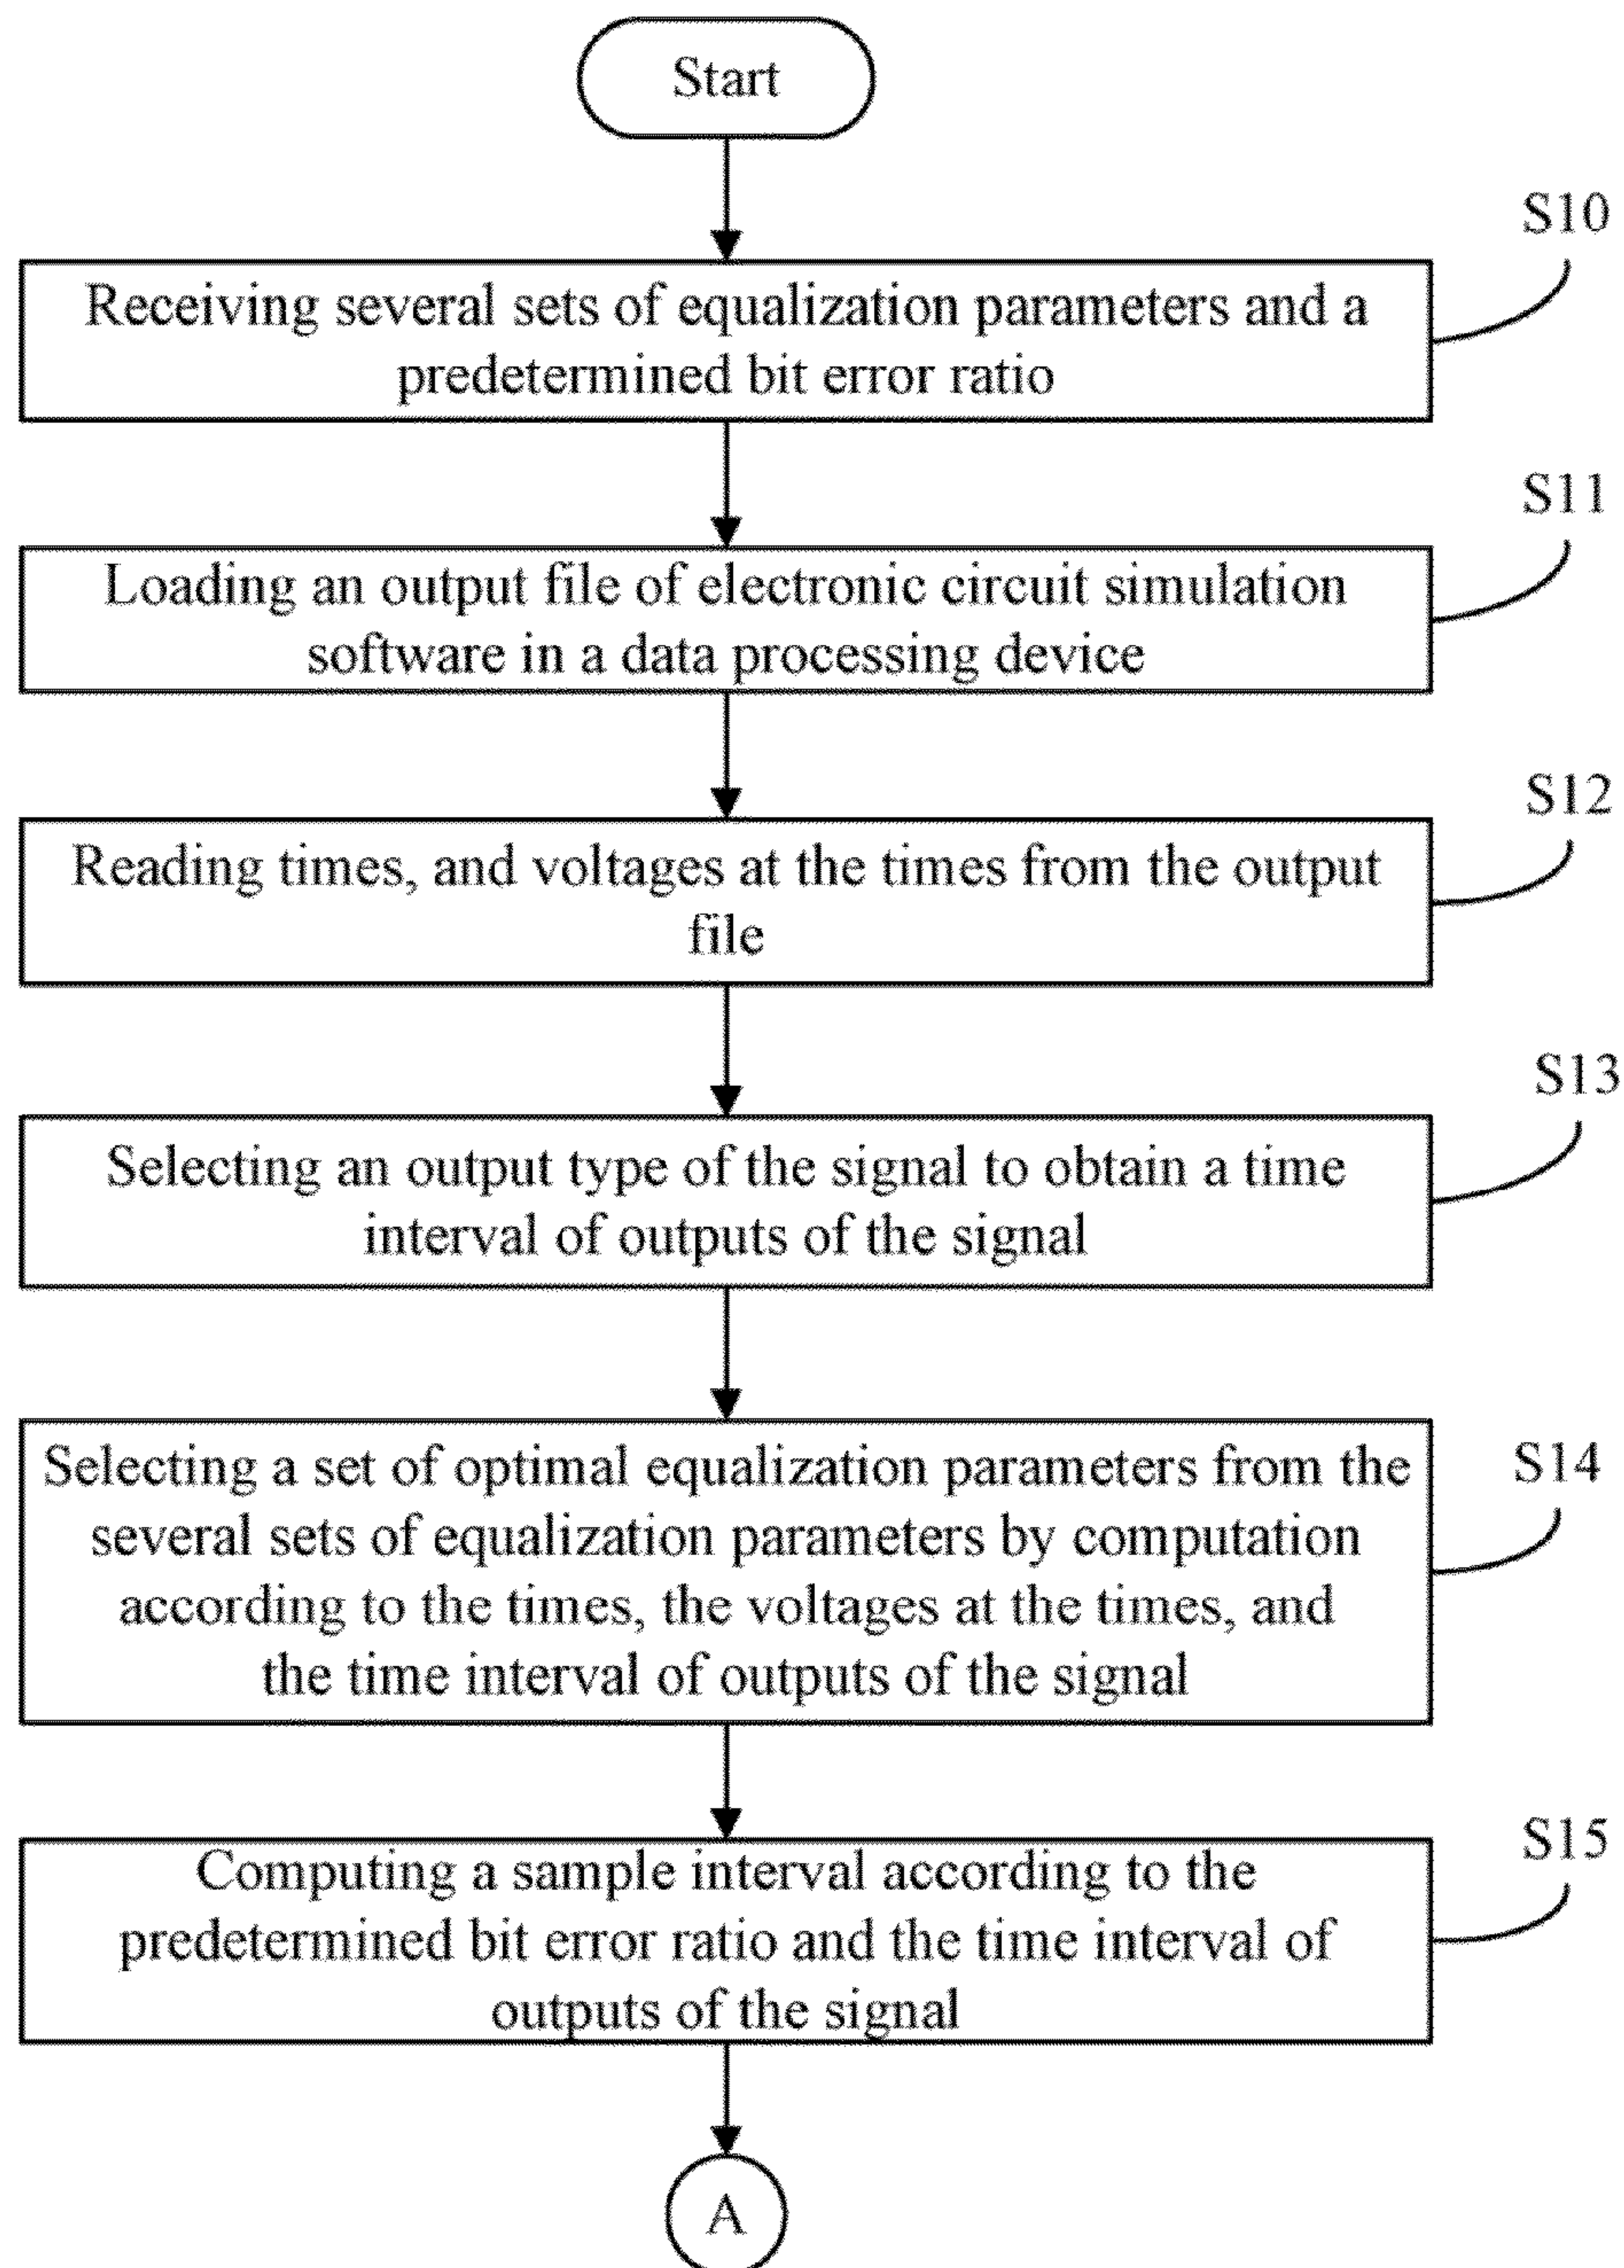 Start
S10
Receiving several sets of equalization parameters and a
predetermined bit error ratio
S11
Loading an output file of electronic circuit simulation
software in a data processing device
S12
Reading times, and voltages at the times from the output
file
S13
Selecting an output type of the signal to obtain a time
interval of outputs of the signal
S14
Selecting a set of optimal equalization parameters from the
several sets of equalization parameters by computation
according to the times, the voltages at the times, and
the time interval of outputs of the signal
S15
Computing a sample interval according to the
predetermined bit error ratio and the time interval of
outputs of the signal
A